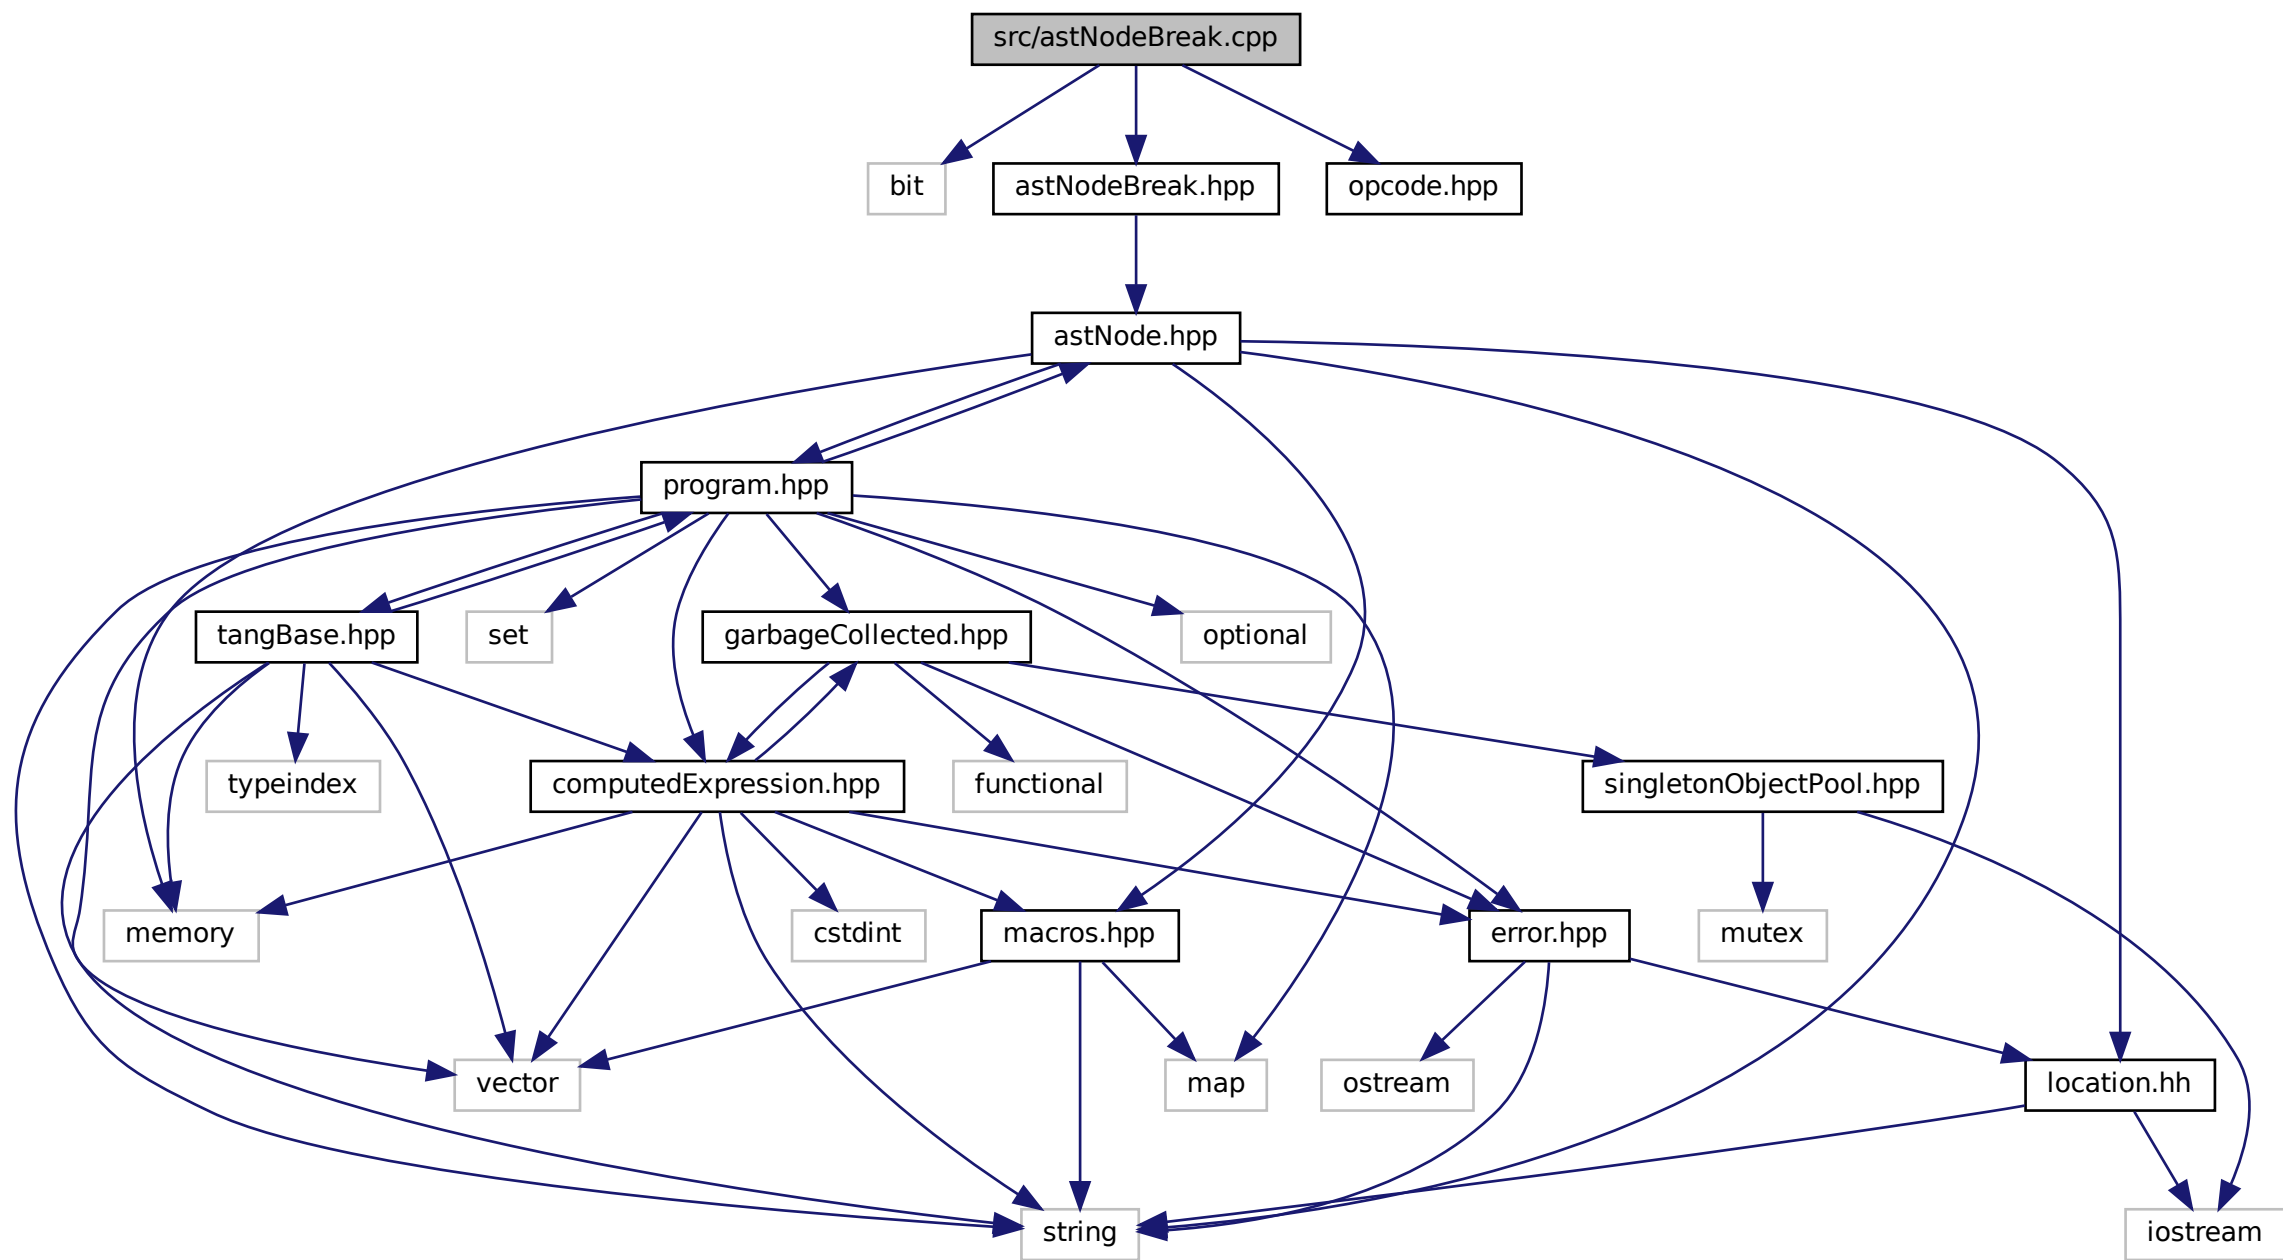 src/astNodeBreak.cpp
bit
astNodeBreak.hpp
opcode.hpp
astNode.hpp
program.hpp
tangBase.hpp
set
garbageCollected.hpp
optional
typeindex
computedExpression.hpp
functional
singletonObjectPool.hpp
memory
cstdint
macros.hpp
error.hpp
mutex
vector
map
ostream
location.hh
string
iostream